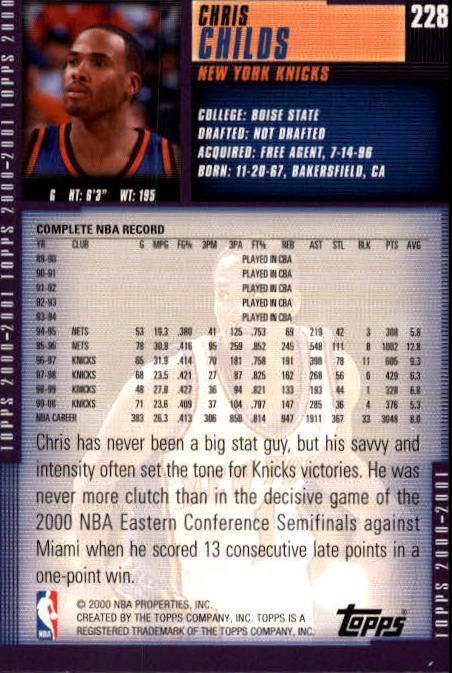 CHRIS
CHILDS
228
NEW YORK KNICKS
COLLEGE: BOISE STATE
DRAFTED: NOT DRAFTED
ACQUIRED: FREE AGENT, 7-14-96
BORN: 11-20-67, BAKERSFIELD, CA
G HT: 6'3" WT: 195
COMPLETE NBA RECORD
YR CLUB G MPG FG% 3PM 3PA FT% REB AST STL BLK PTS AVG
89-90 PLAYED IN CBA
90-91 PLAYED IN CBA
91-92 PLAYED IN CBA
92-93 PLAYED IN CBA
93-94 PLAYED IN CBA
94-95 NETS 53 19.3 .380 41 125 .753 69 219 42 3 308 5.8
95-96 NETS 78 30.9 .416 95 259 .852 245 548 111 8 1002 12.8
96-97 KNICKS 65 31.9 .414 70 181 .758 191 398 78 11 605 9.3
97-98 KNICKS 68 23.5 .421 27 87 .825 162 268 56 6 429 6.3
98-99 KNICKS 48 27.0 .427 36 94 .821 133 193 44 1 328 6.8
99-00 KNICKS 71 23.6 .409 37 104 .797 147 285 36 4 376 5.3
NBA CAREER 383 26.3 .413 306 850 .814 947 1911 367 33 3048 8.0
Chris has never been a big stat guy, but his savvy and
intensity often set the tone for Knicks victories. He was
never more clutch than in the decisive game of the
2000 NBA Eastern Conference Semifinals against
Miami when he scored 13 consecutive late points in a
one-point win.
NBA
© 2000 NBA PROPERTIES, INC.
CREATED BY THE TOPPS COMPANY, INC. TOPPS IS A
REGISTERED TRADEMARK OF THE TOPPS COMPANY, INC.
Topps®
TOPPS 2000-2001 TOPPS 2000-2001 TOPPS 200
TOPPS 2000-2001